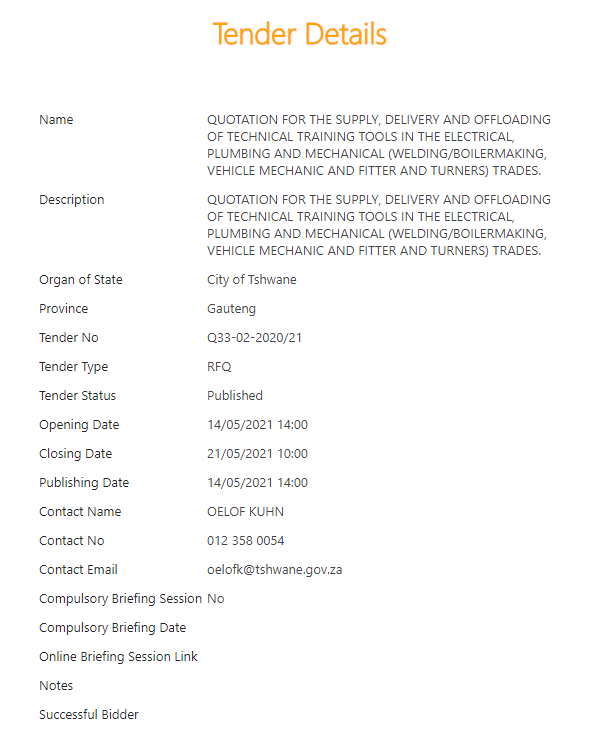 Tender Details
Name QUOTATION FOR THE SUPPLY, DELIVERY AND OFFLOADING
OF TECHNICAL TRAINING TOOLS IN THE ELECTRICAL,
PLUMBING AND MECHANICAL (WELDING/BOILERMAKING,
VEHICLE MECHANIC AND FITTER AND TURNERS) TRADES.
Description QUOTATION FOR THE SUPPLY, DELIVERY AND OFFLOADING
OF TECHNICAL TRAINING TOOLS IN THE ELECTRICAL,
PLUMBING AND MECHANICAL (WELDING/BOILERMAKING,
VEHICLE MECHANIC AND FITTER AND TURNERS) TRADES.
Organ of State City of Tshwane
Province Gauteng
Tender No Q33-02-2020/21
Tender Type RFQ
Tender Status Published
Opening Date 14/05/2021 14:00
Closing Date 21/05/2021 10:00
Publishing Date 14/05/2021 14:00
Contact Name OELOF KUHN
Contact No 012 358 0054
Contact Email oelofk@tshwane.gov.za
Compulsory Briefing Session No
Compulsory Briefing Date
Online Briefing Session Link
Notes
Successful Bidder